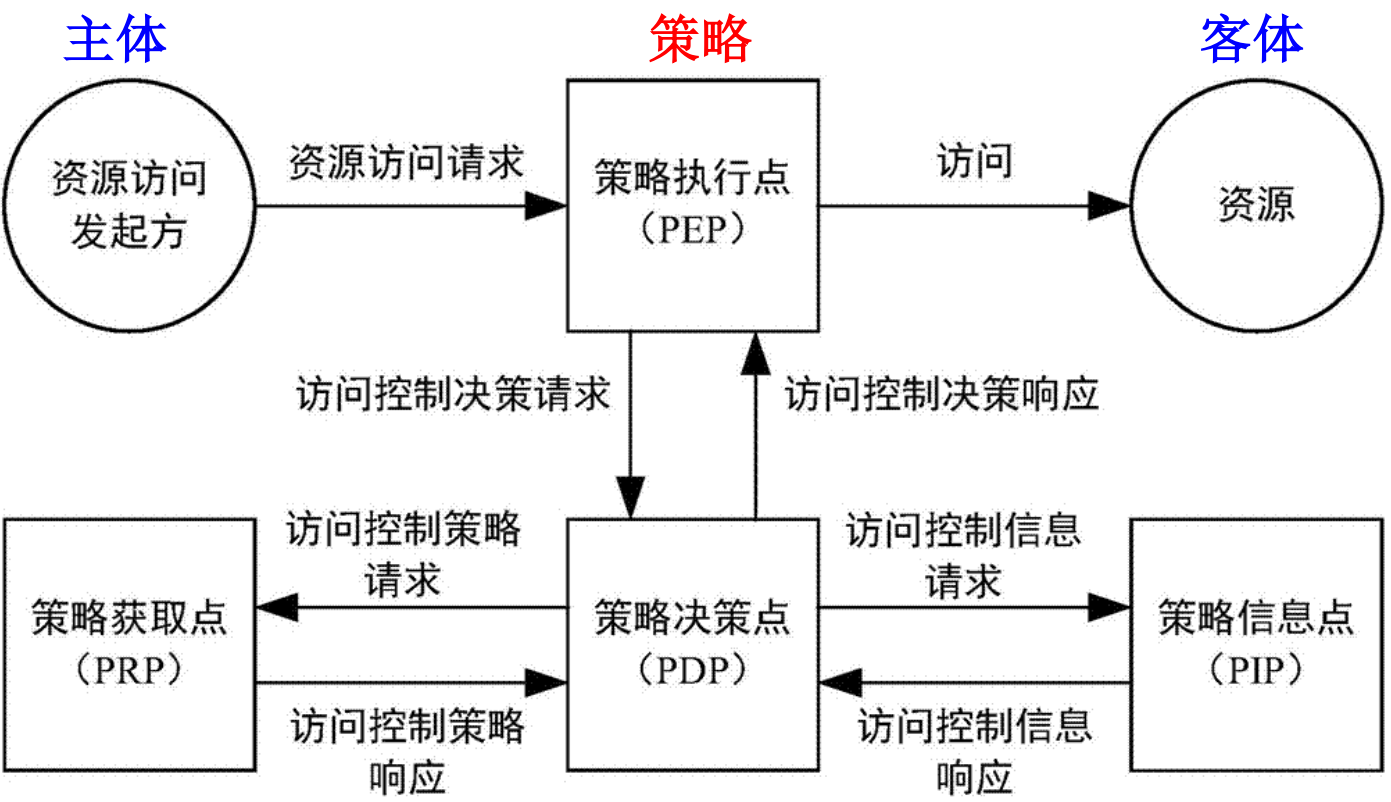 主体
策略
客体
资源访问
发起方
资源访问请求
策略执行点
（PEP）
访问
资源
访问控制决策请求
访问控制决策响应
访问控制策略
请求
访问控制信息
请求
策略获取点
（PRP）
策略决策点
（PDP）
策略信息点
（PIP）
访问控制策略
响应
访问控制信息
响应